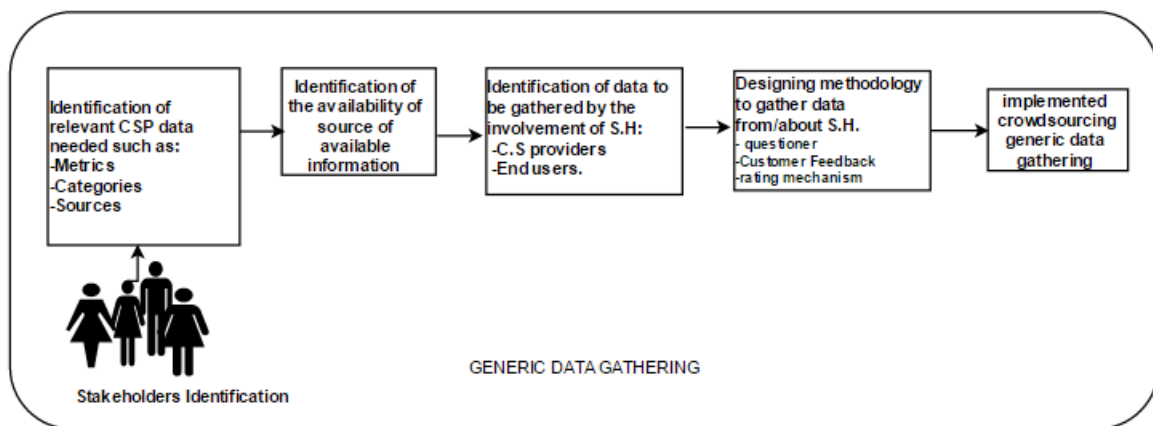 Identification of
relevant CSP data
needed such as:
-Metrics
-Categories
-Sources
Identification of
the availability of
source of
available
information
Identification of data to
be gathered by the
involvement of S.H:
-C.S providers
-End users.
Designing methodology
to gather data
from/about S.H.
- questioner
-Customer Feedback
-rating mechanism
implemented
crowdsourcing
generic data
gathering
GENERIC DATA GATHERING
Stakeholders Identification